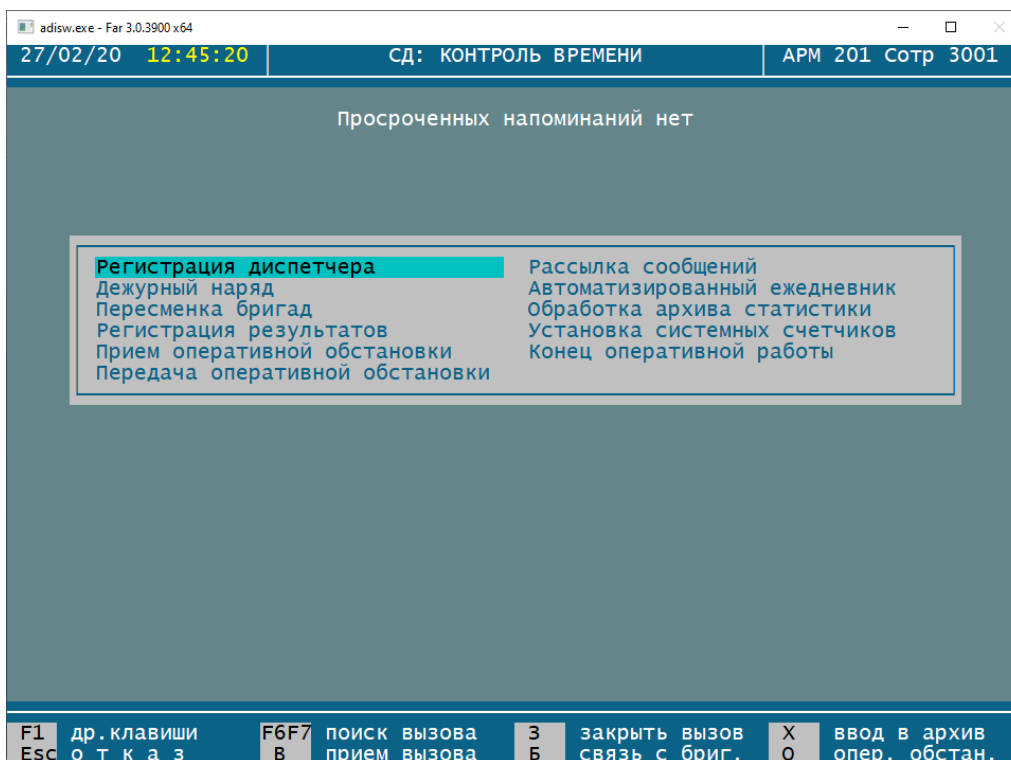 adisw.exe - Far 3.0.3900 x64
27/02/20 12:45:20 СД: КОНТРОЛЬ ВРЕМЕНИ АРМ 201 Сотр 3001
Просроченных напоминаний нет
Регистрация диспетчера Рассылка сообщений
Дежурный наряд Автоматизированный ежедневник
Пересменка бригад Обработка архива статистики
Регистрация результатов Установка системных счетчиков
Прием оперативной обстановки Конец оперативной работы
Передача оперативной обстановки
F1 др.клавиши F6F7 поиск вызова З закрыть вызов Х ввод в архив
Esc о т к а з В прием вызова Б связь с бриг. О опер. обстан.